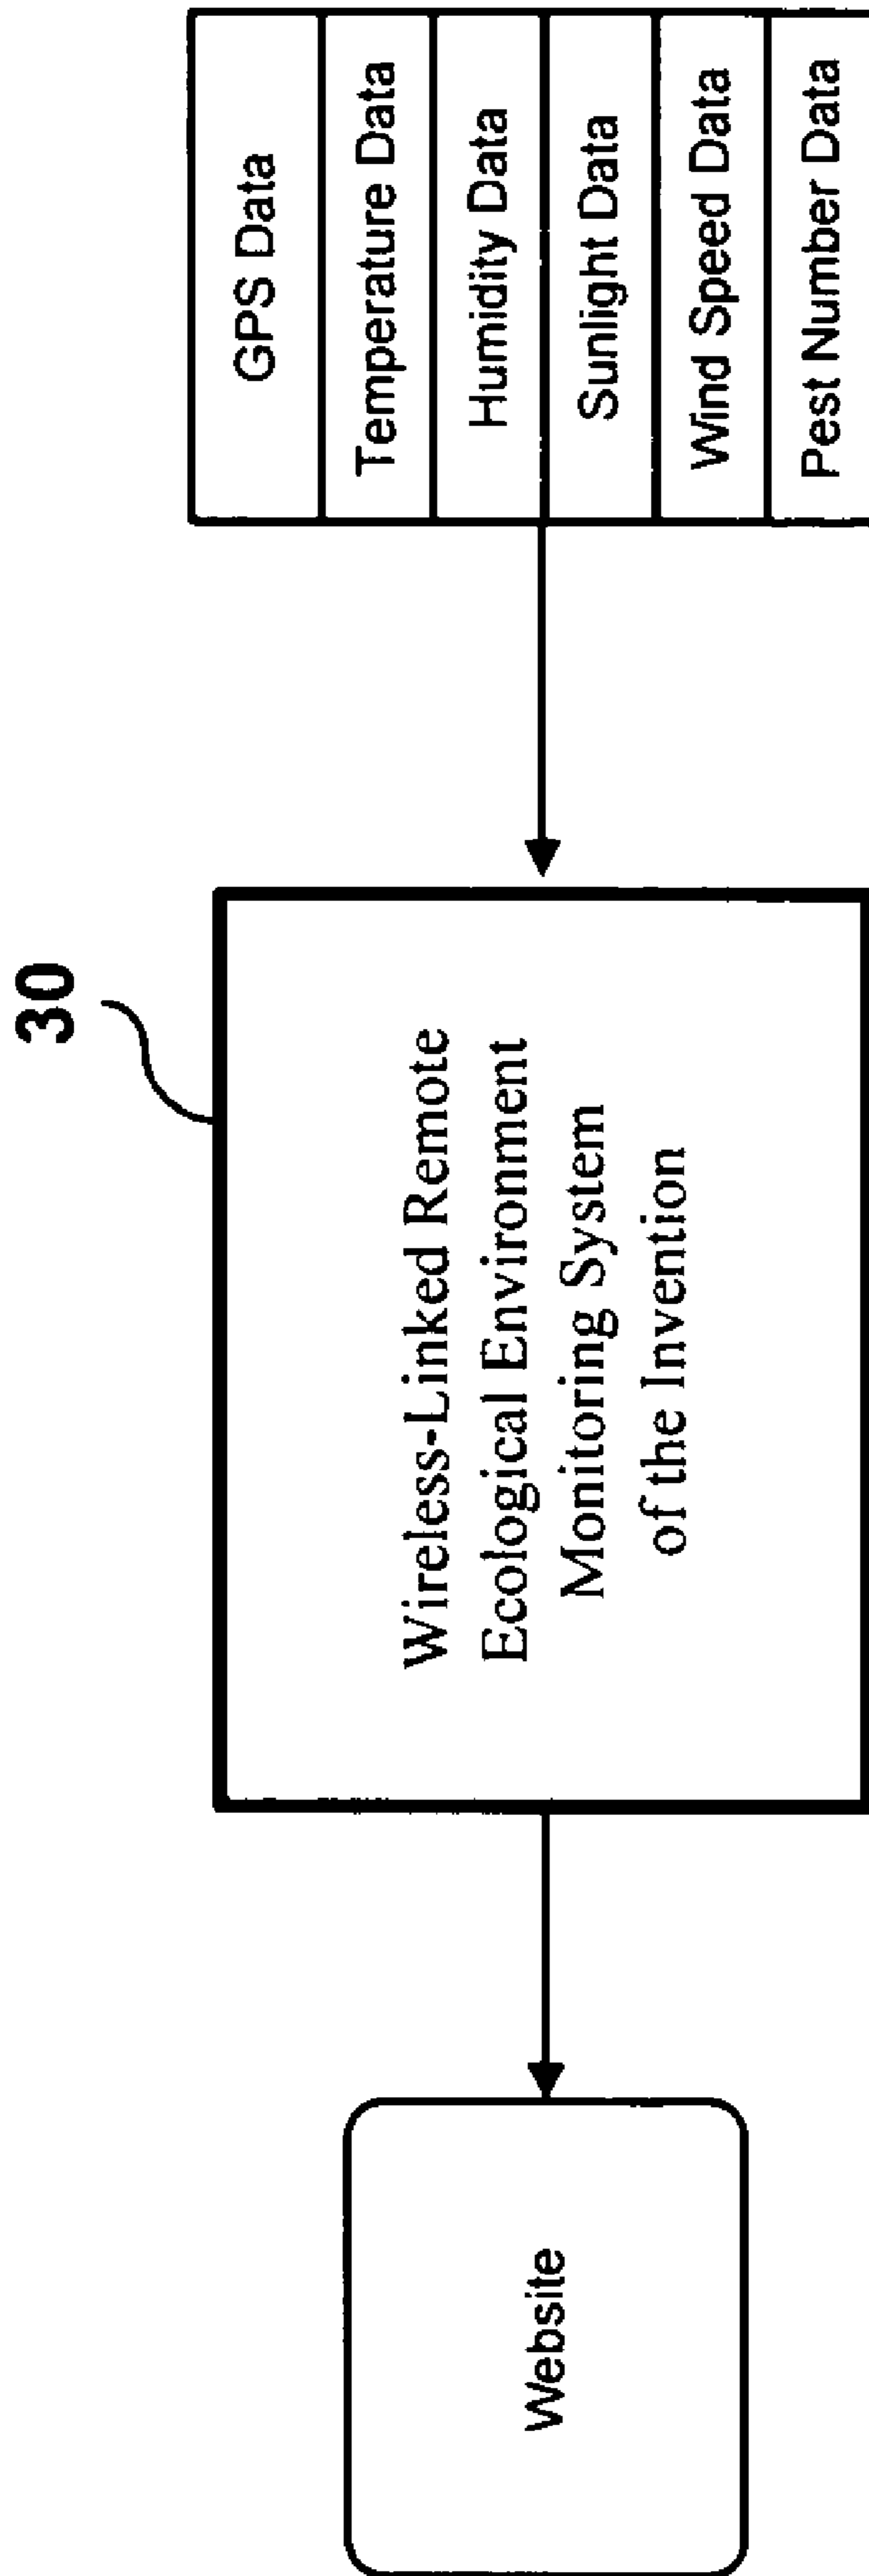 30
Website
Wireless-Linked Remote
Ecological Environment
Monitoring System
of the Invention
GPS Data
Temperature Data
Humidity Data
Sunlight Data
Wind Speed Data
Pest Number Data